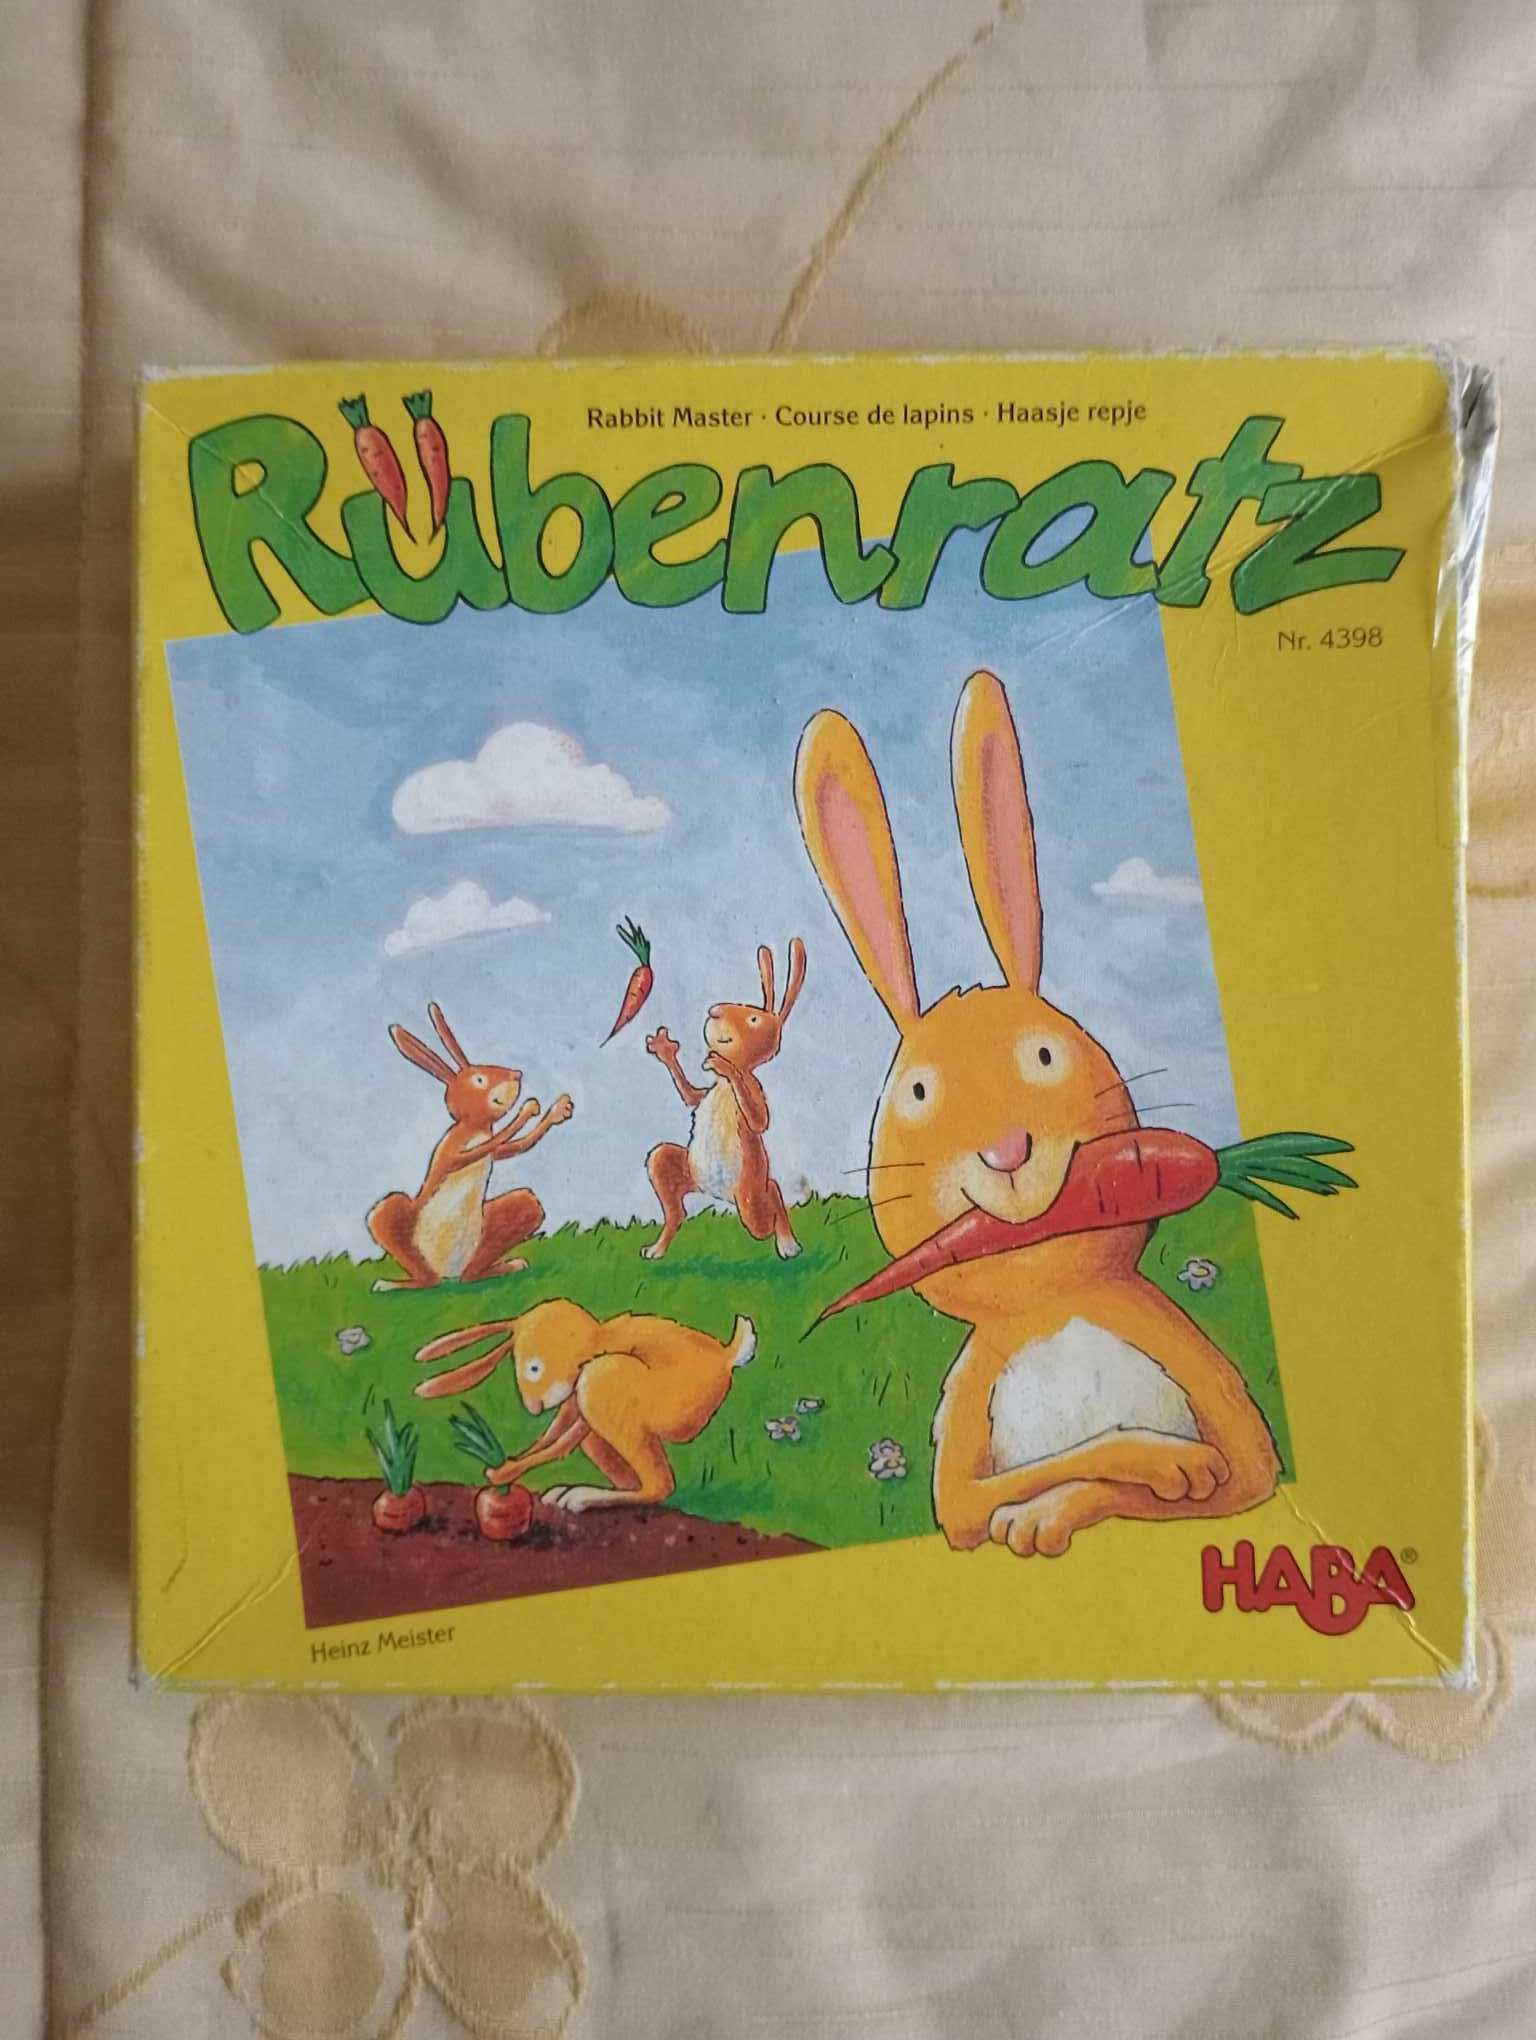 Rabbit Master · Course de lapins · Haasje repje
Rübenratz
Nr. 4398
HABA®
Heinz Meister